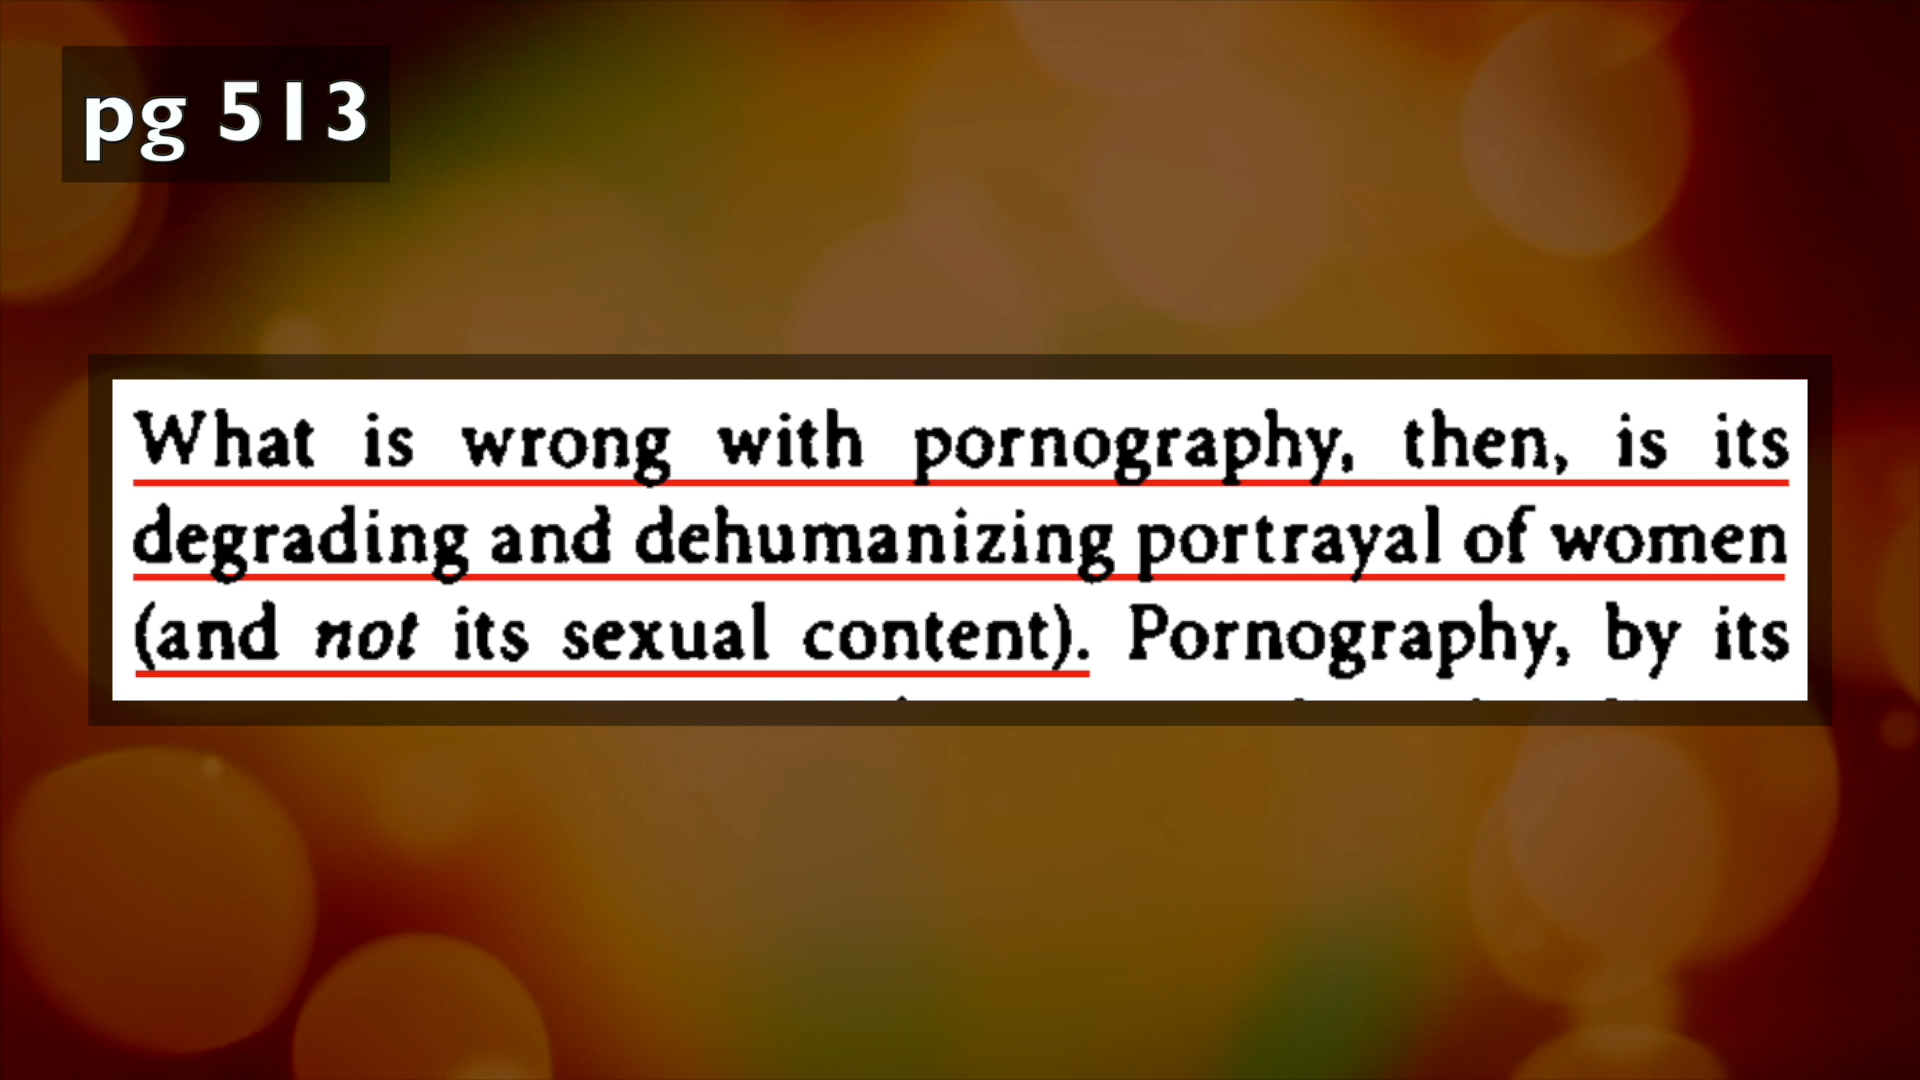 pg 513
What is wrong with pornography, then, is its
degrading and dehumanizing portrayal of women
(and not its sexual content). Pornography, by its